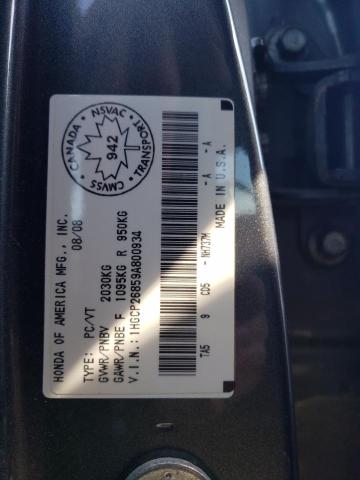 HONDA OF AMERICA MFG., INC.
08/08
TYPE: PC/VT
GVWR/PNBV 2030KG
GAWR/PNBE F 1095KG R 950KG
V.I.N.:1HGCP26859A800934
CANADA NSVAC
942
CMVSS TRANSPORT
TA5 9 CD5 - NH737M - A - A
MADE IN U.S.A.